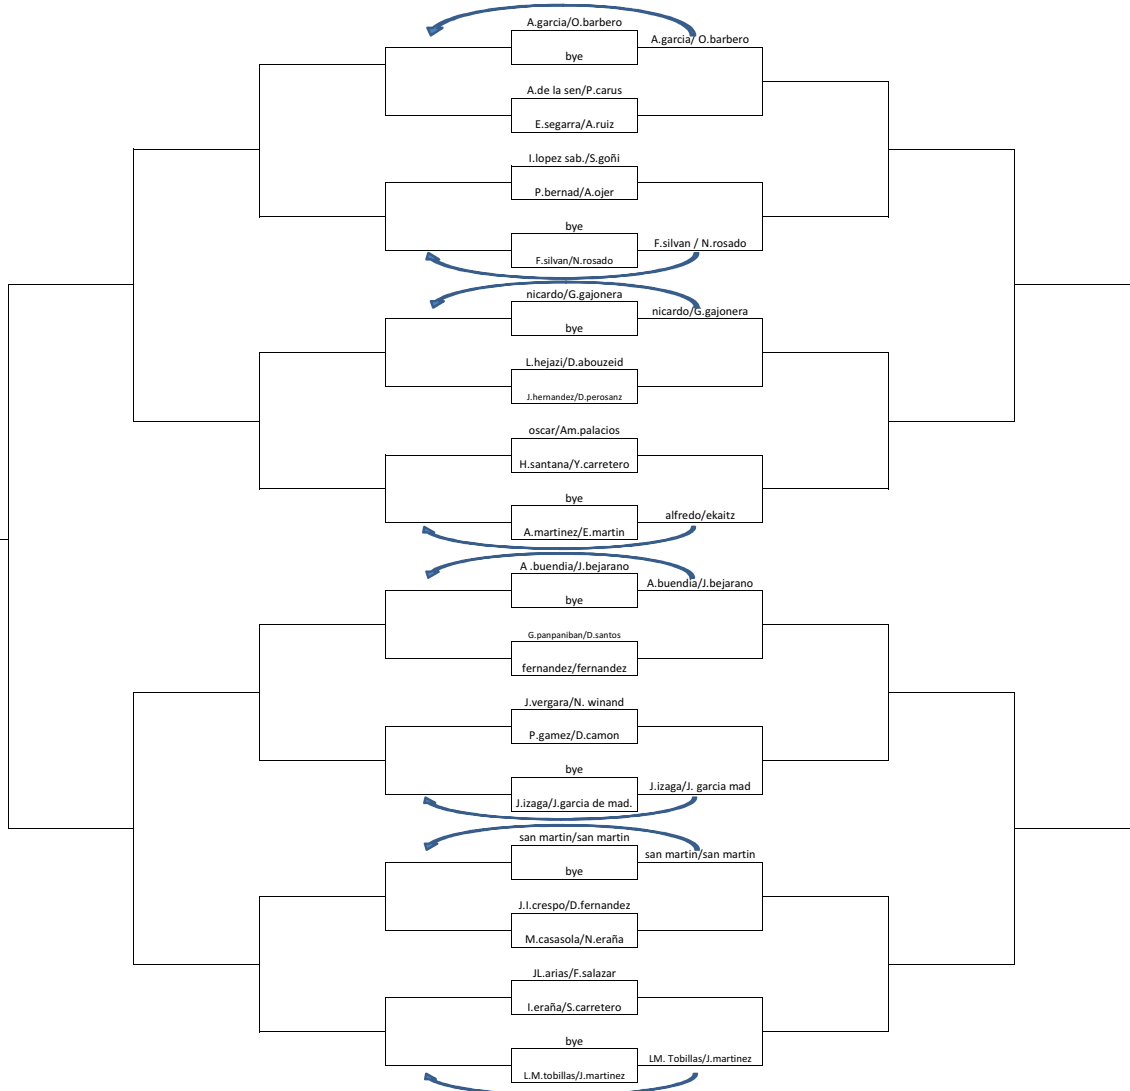 A.garcia/O.barbero
A.garcia/ O.barbero
bye
A.de la sen/P.carus
E.segarra/A.ruiz
I.lopez sab./S.goñi
P.bernad/A.ojer
bye
F.silvan / N.rosado
F.silvan/N.rosado
nicardo/G.gajonera
nicardo/G.gajonera
bye
L.hejazi/D.abouzeid
J.hernandez/D.perosanz
oscar/Am.palacios
H.santana/Y.carretero
bye
alfredo/ekaitz
A.martinez/E.martin
A .buendia/J.bejarano
A.buendia/J.bejarano
bye
G.panpaniban/D.santos
fernandez/fernandez
J.vergara/N. winand
P.gamez/D.camon
bye
J.izaga/J. garcia mad
J.izaga/J.garcia de mad.
san martin/san martin
san martin/san martin
bye
J.I.crespo/D.fernandez
M.casasola/N.eraña
JL.arias/F.salazar
I.eraña/S.carretero
bye
LM. Tobillas/J.martinez
L.M.tobillas/J.martinez